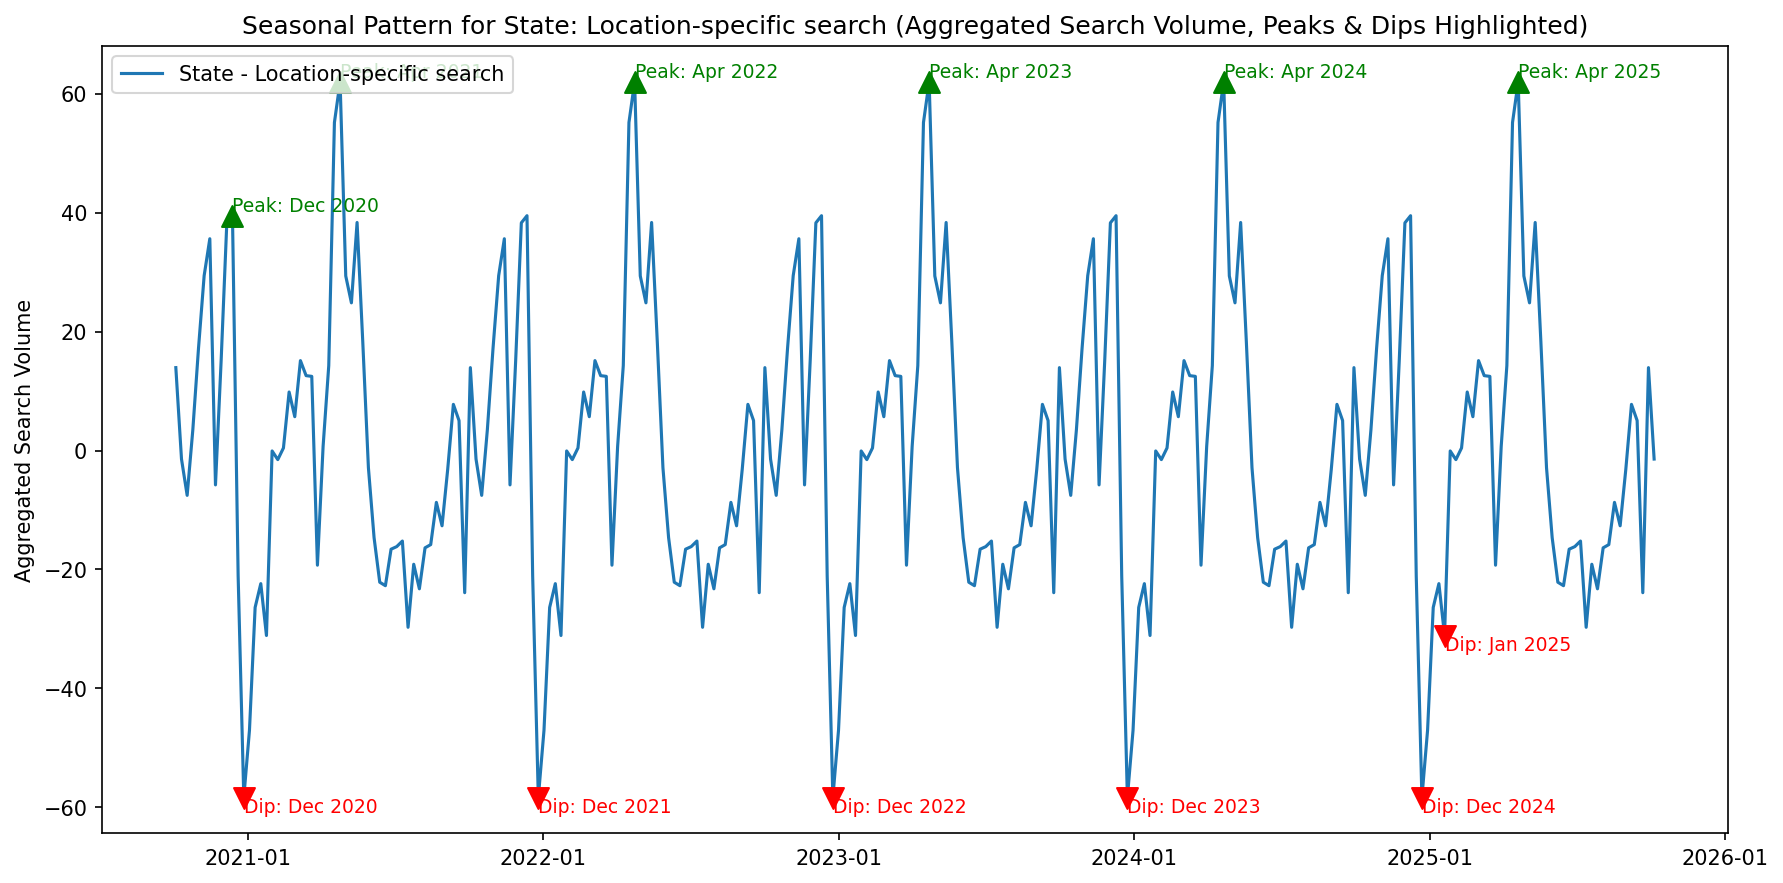 Seasonal Pattern for State: Location-specific search (Aggregated Search Volume, Peaks & Dips Highlighted)
State - Location-specific search
Peak: Apr 2021
Peak: Apr 2022
Peak: Apr 2023
Peak: Apr 2024
Peak: Apr 2025
Peak: Dec 2020
Dip: Jan 2025
Dip: Dec 2020
Dip: Dec 2021
Dip: Dec 2022
Dip: Dec 2023
Dip: Dec 2024
Aggregated Search Volume
60
40
20
0
−20
−40
−60
2021-01
2022-01
2023-01
2024-01
2025-01
2026-01